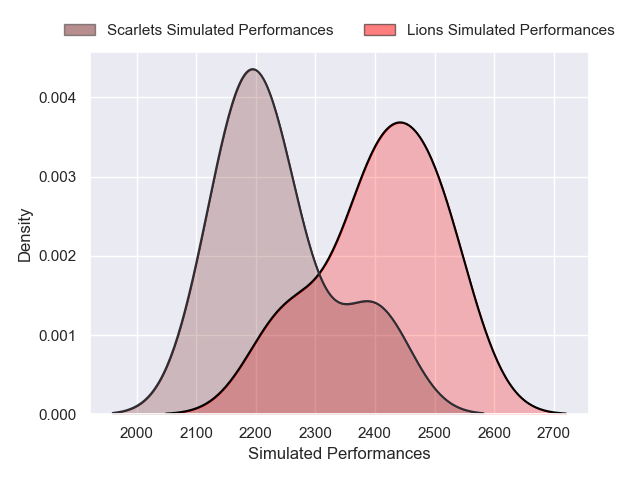 Scarlets Simulated Performances Lions Simulated Performances
0.004
0.003
0.002
0.001
0.000
Density
2000 2100 2200 2300 2400 2500 2600 2700
Simulated Performances